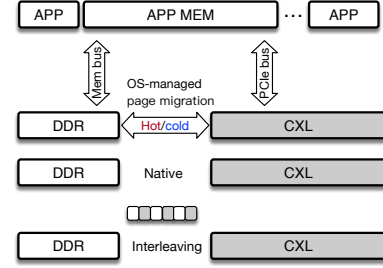 APP APP MEM ... APP
Mem bus
PCIe bus
OS-managed
page migration
DDR Hot/cold CXL
DDR Native CXL
DDR Interleaving CXL